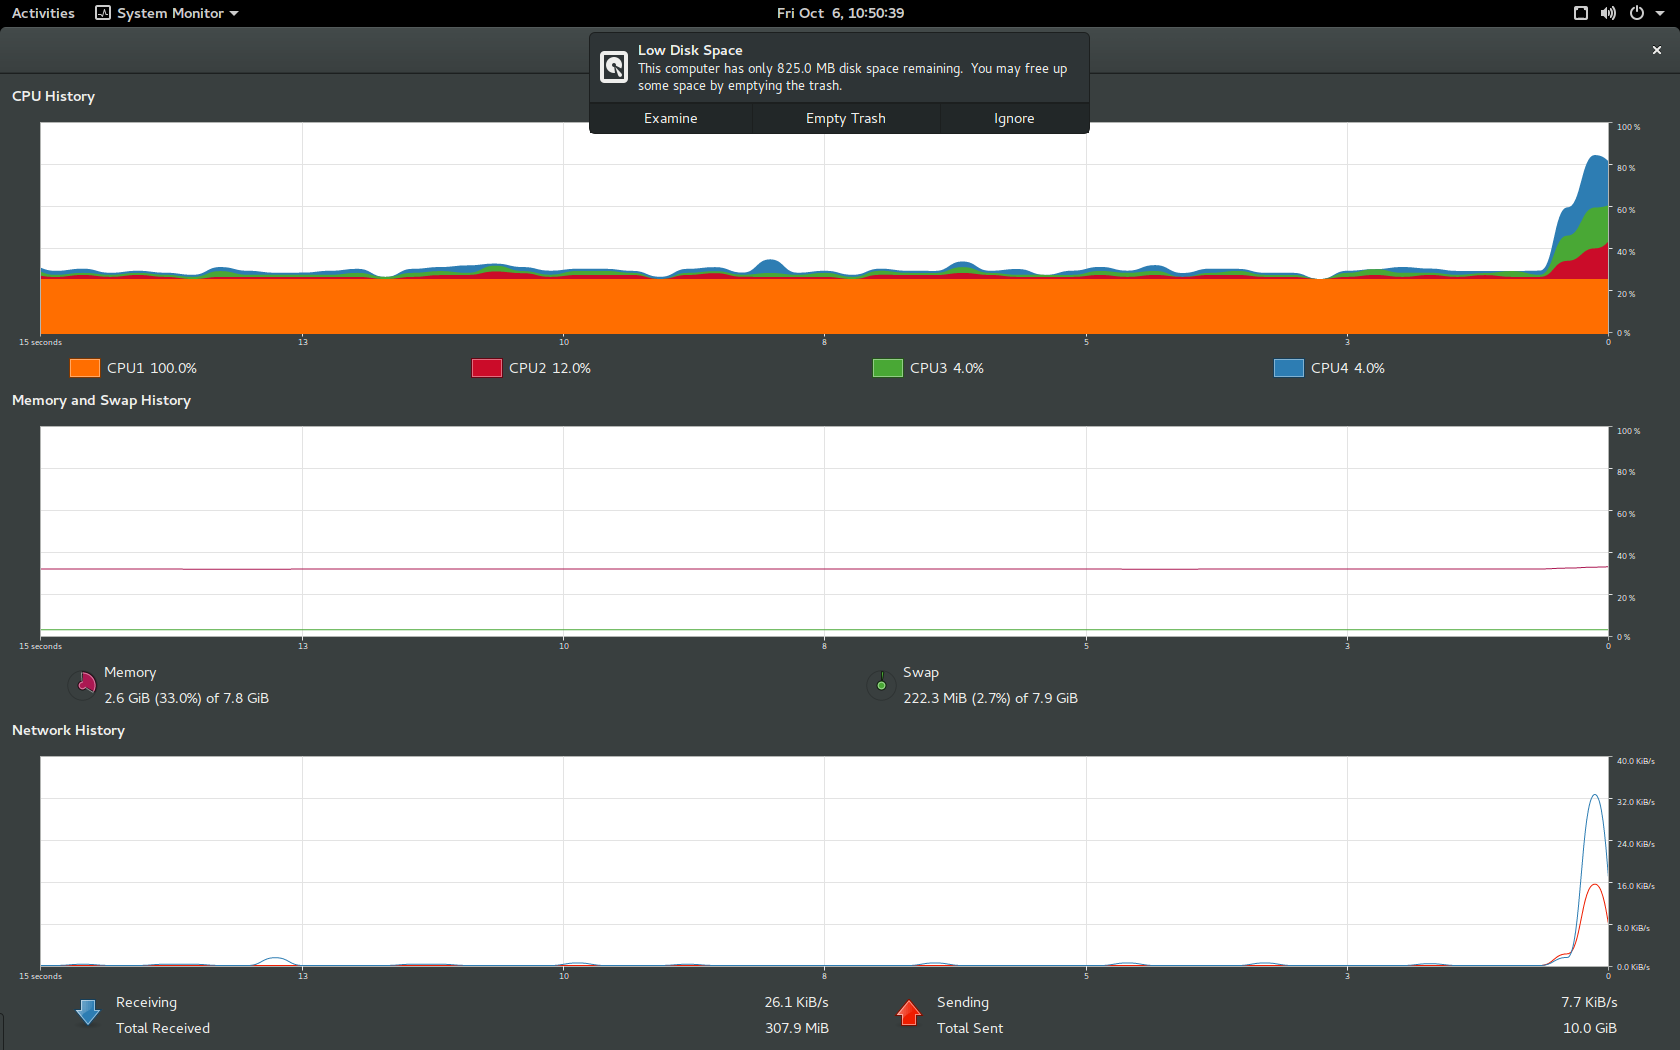 Activities
System Monitor
Fri Oct 6, 10:50:39
Low Disk Space
This computer has only 825.0 MB disk space remaining. You may free up
some space by emptying the trash.
Examine
Empty Trash
Ignore
CPU History
100 %
80 %
60 %
40 %
20 %
0 %
15 seconds
13
10
8
5
3
0
CPU1 100.0%
CPU2 12.0%
CPU3 4.0%
CPU4 4.0%
Memory and Swap History
100 %
80 %
60 %
40 %
20 %
0 %
15 seconds
13
10
8
5
3
0
Memory
2.6 GiB (33.0%) of 7.8 GiB
Swap
222.3 MiB (2.7%) of 7.9 GiB
Network History
40.0 KiB/s
32.0 KiB/s
24.0 KiB/s
16.0 KiB/s
8.0 KiB/s
0.0 KiB/s
15 seconds
13
10
8
5
3
0
Receiving
26.1 KiB/s
Total Received
307.9 MiB
Sending
7.7 KiB/s
Total Sent
10.0 GiB